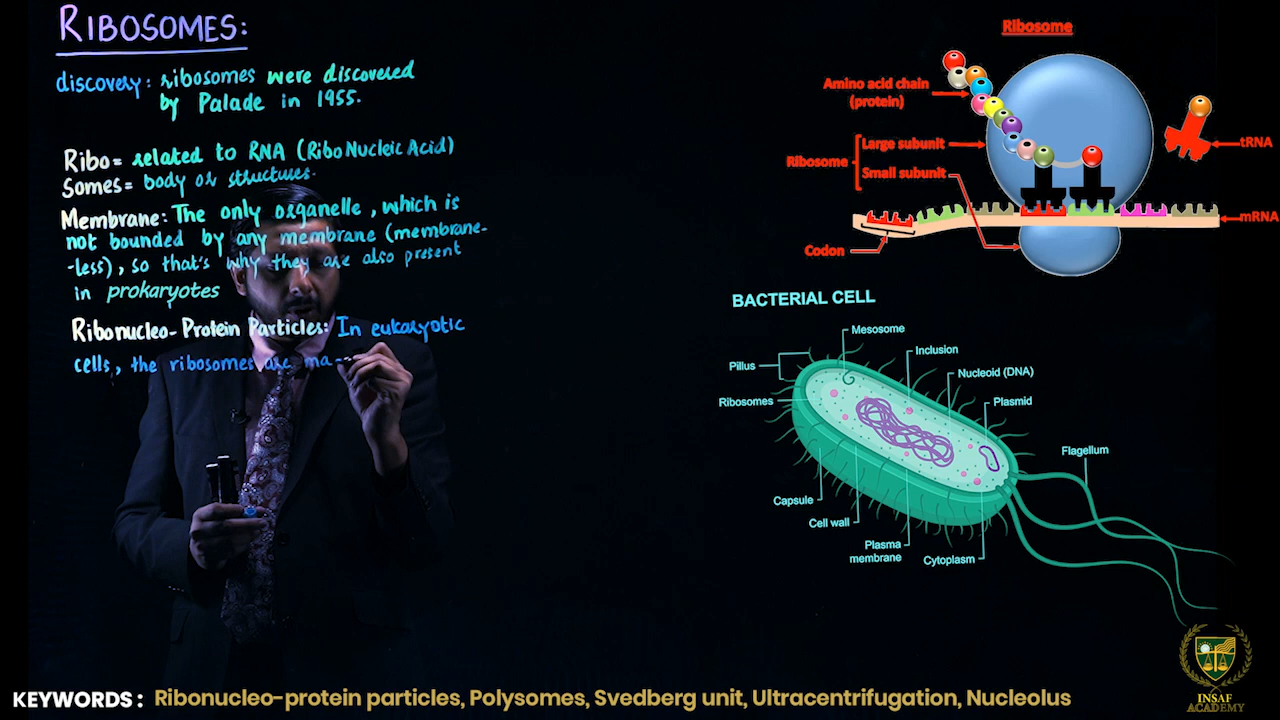 RIBOSOMES:
discovery: ribosomes were discovered
by Palade in 1955.
Ribo= related to RNA (Ribo Nucleic Acid)
Somes= body or structures.
Membrane: The only organelle, which is
not bounded by any membrane (membrane-
-less), so that's why they are also present
in prokaryotes
Ribonucleo-Protein Particles: In eukaryotic
cells, the ribosomes are ma
Ribosome
Amino acid chain
(protein)
Ribosome
Large subunit
Small subunit
tRNA
mRNA
Codon
BACTERIAL CELL
Mesosome
Inclusion
Pillus
Nucleoid (DNA)
Ribosomes
Plasmid
Flagellum
Capsule
Cell wall
Plasma
membrane
Cytoplasm
KEYWORDS: Ribonucleo-protein particles, Polysomes, Svedberg unit, Ultracentrifugation, Nucleolus
INSAF
ACADEMY